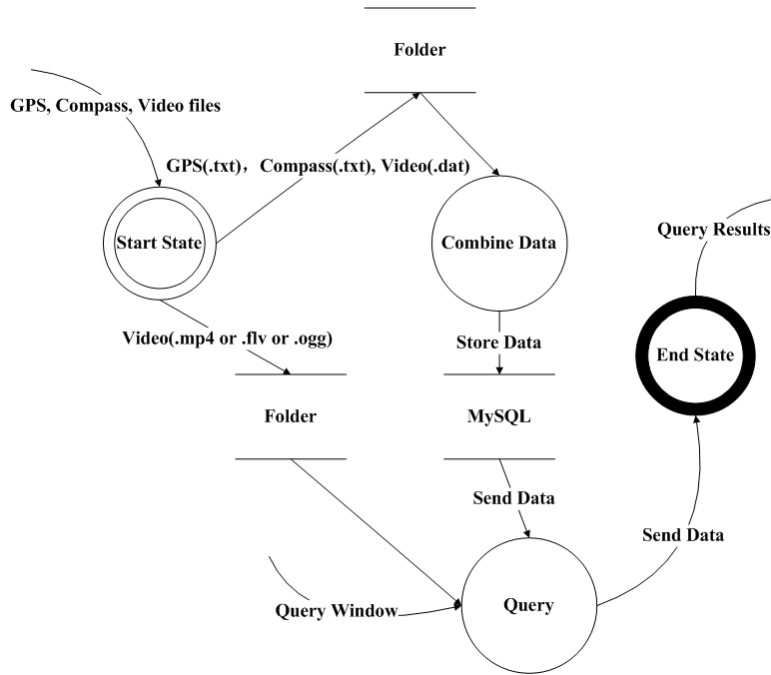 Folder
GPS, Compass, Video files
GPS(.txt)，Compass(.txt), Video(.dat)
Start State
Combine Data
Query Results
Video(.mp4 or .flv or .ogg)
Store Data
End State
Folder
MySQL
Send Data
Send Data
Query Window
Query